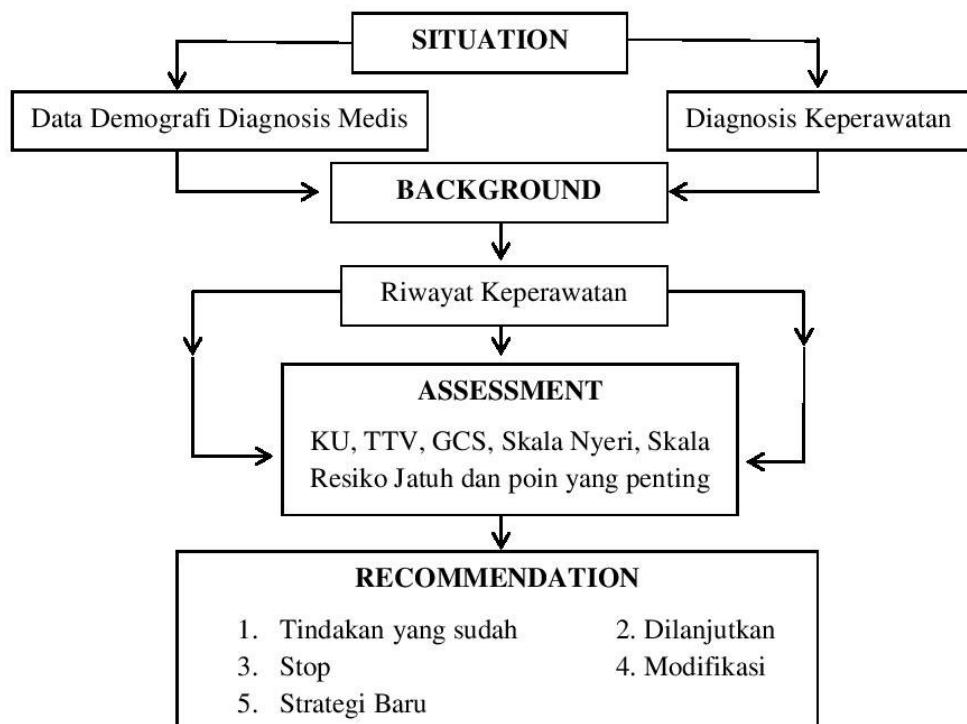 SITUATION
Data Demografi Diagnosis Medis
Diagnosis Keperawatan
BACKGROUND
Riwayat Keperawatan
ASSESSMENT
KU, TTV, GCS, Skala Nyeri, Skala
Resiko Jatuh dan poin yang penting
RECOMMENDATION
1. Tindakan yang sudah
2. Dilanjutkan
3. Stop
4. Modifikasi
5. Strategi Baru